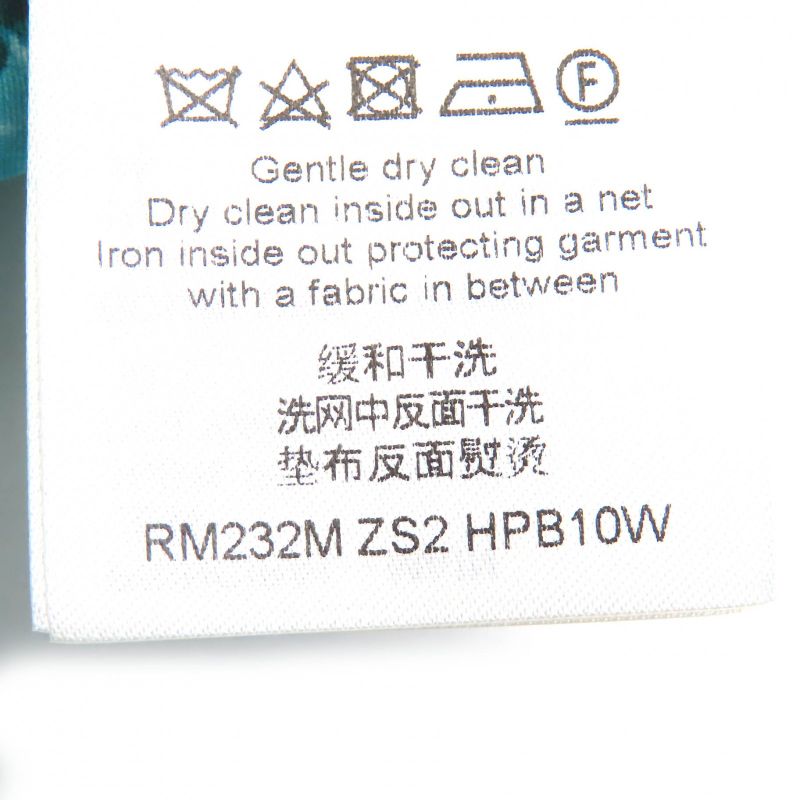 F
Gentle dry clean
Dry clean inside out in a net
Iron inside out protecting garment
with a fabric in between
缓和干洗
洗网中反面干洗
垫布反面熨烫
RM232M ZS2 HPB10W